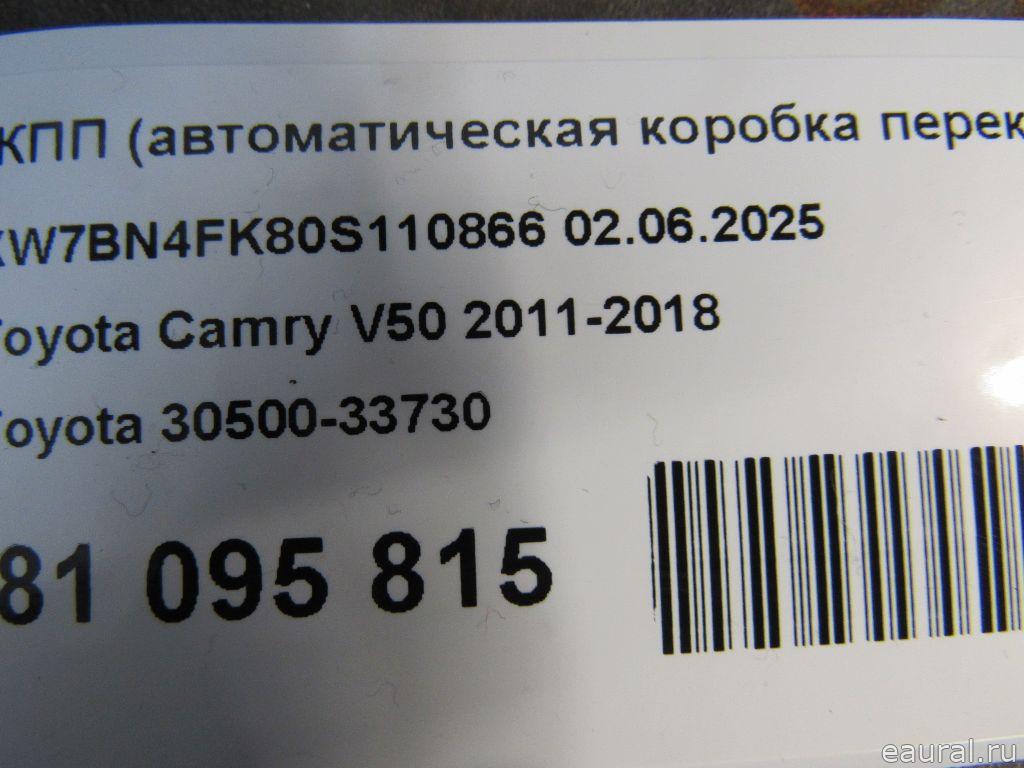 КПП (автоматическая коробка перек
XW7BN4FK80S110866 02.06.2025
Toyota Camry V50 2011-2018
Toyota 30500-33730
81 095 815
eaural.ru